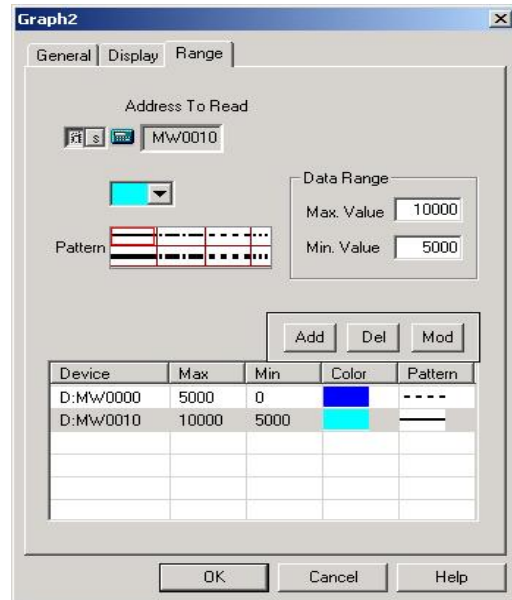 Graph2
General Display Range
Address To Read
s MW0010
Data Range
Max. Value 10000
Pattern Min. Value 5000
Add Del Mod
Device Max Min Color Pattern
D:MW0000 5000 0
D:MW0010 10000 5000
OK Cancel Help